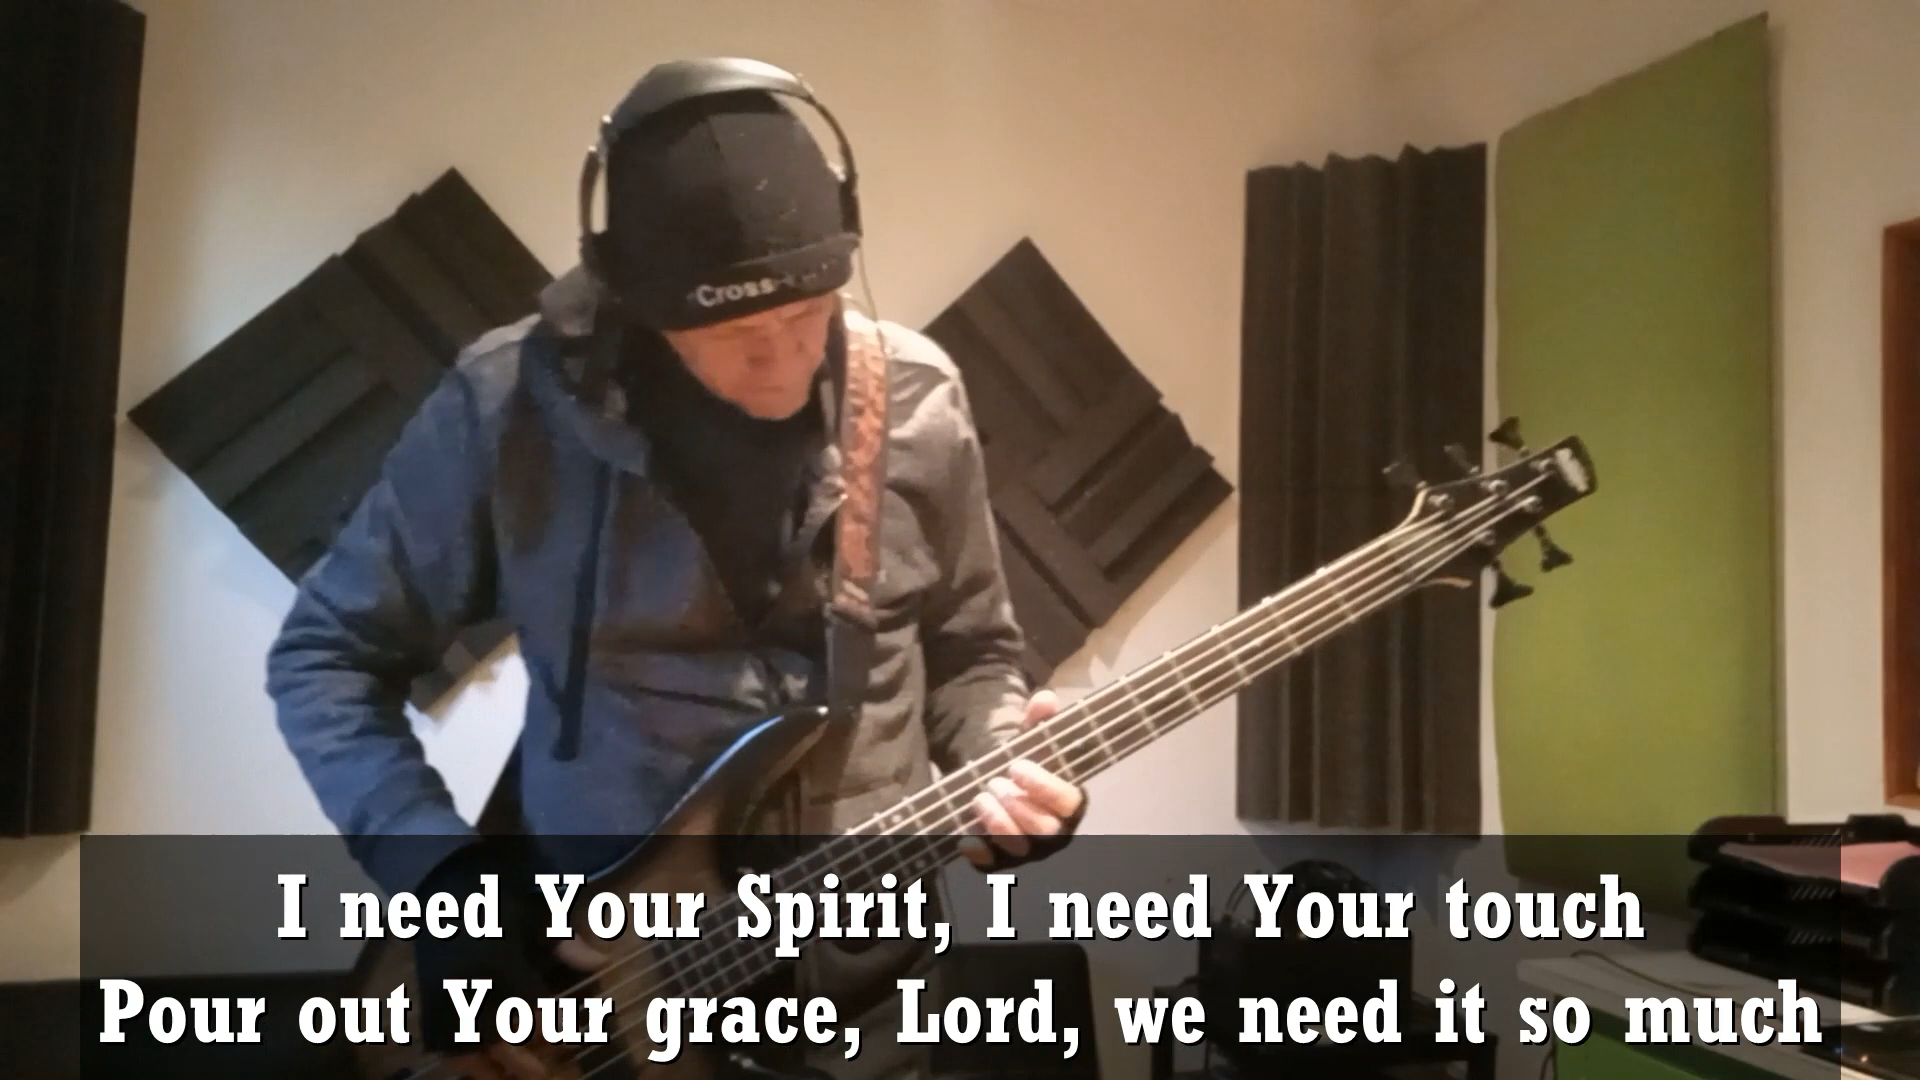 Cross
I need Your Spirit, I need Your touch
Pour out Your grace, Lord, we need it so much